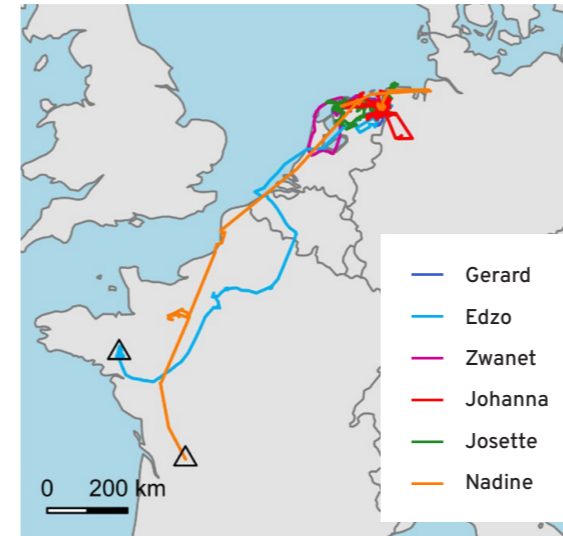 Gerard
Edzo
Zwanet
Johanna
Josette
Nadine
0 200 km